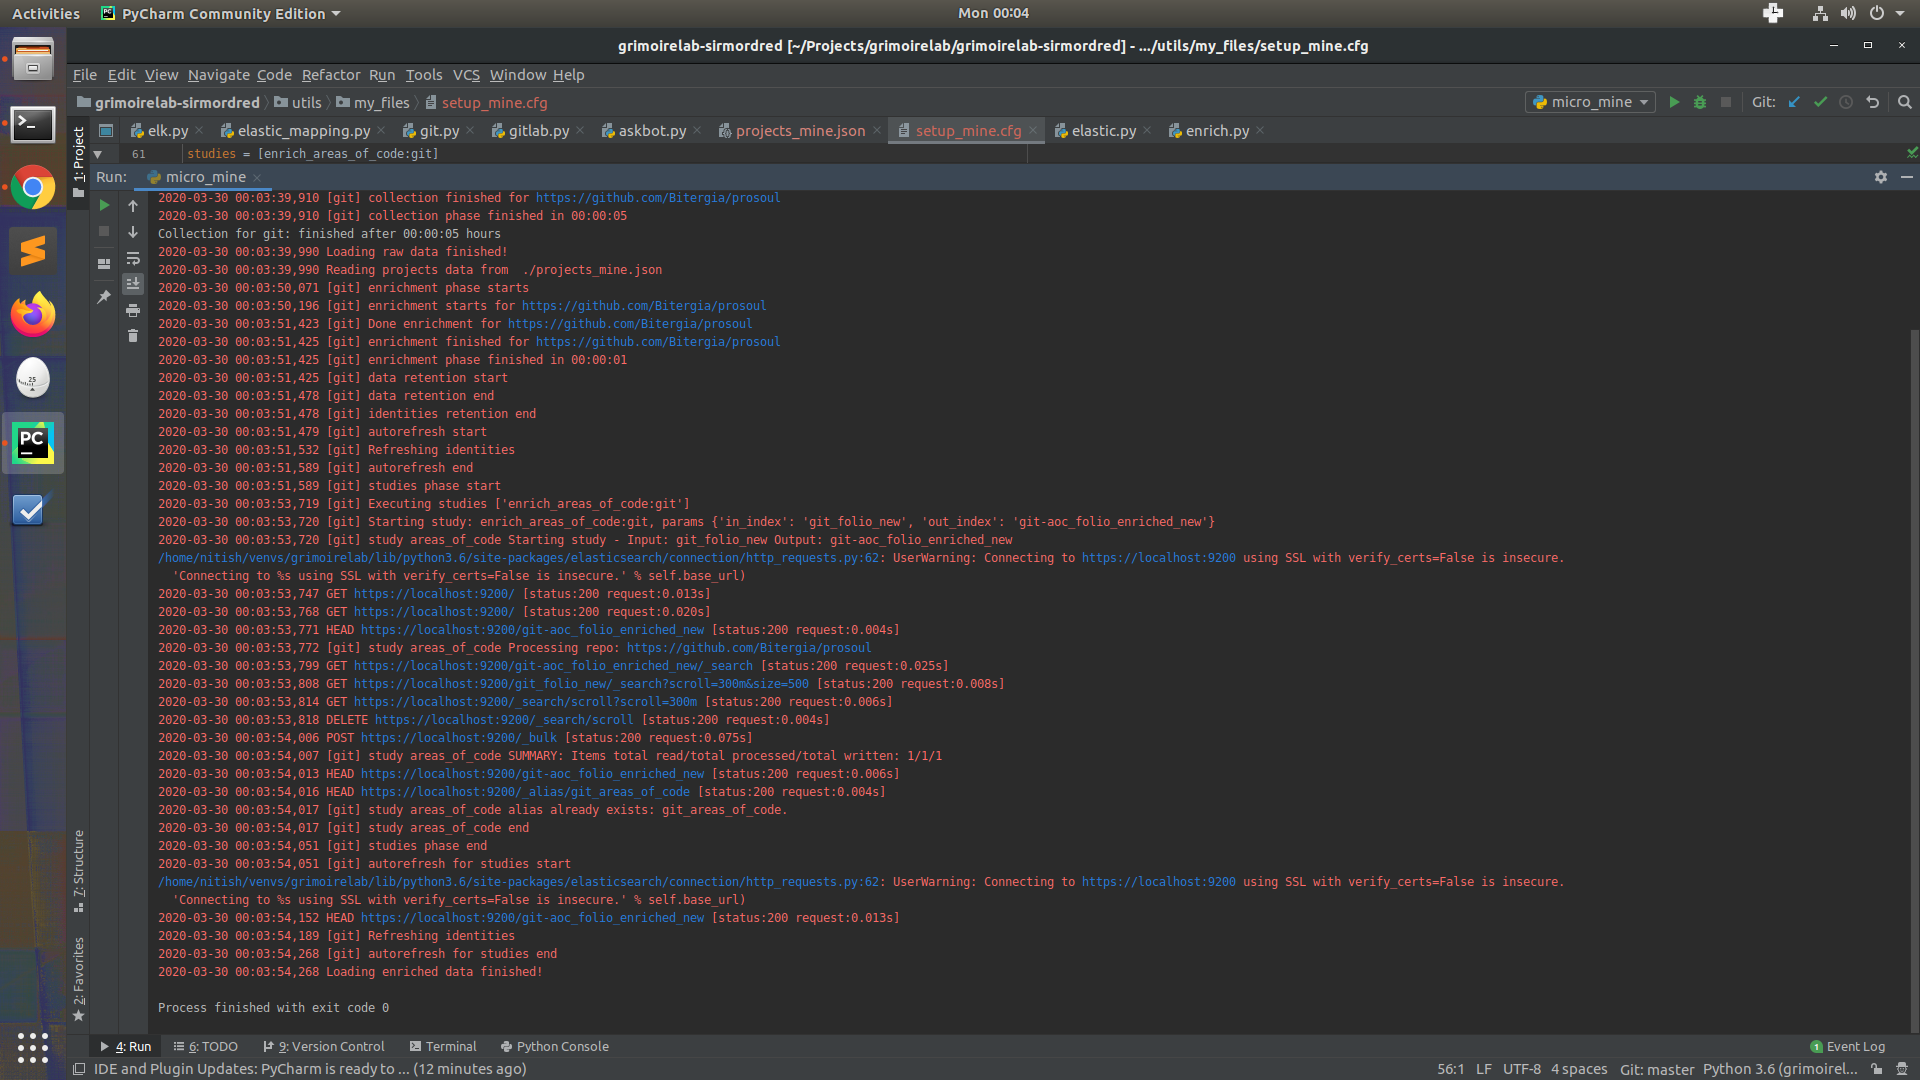 Activities PyCharm Community Edition Mon 00:04
grimoirelab-sirmordred [~/Projects/grimoirelab/grimoirelab-sirmordred] - .../utils/my_files/setup_mine.cfg
File Edit View Navigate Code Refactor Run Tools VCS Window Help
grimoirelab-sirmordred utils my_files setup_mine.cfg micro_mine Git:
elk.py elastic_mapping.py git.py gitlab.py askbot.py projects_mine.json setup_mine.cfg elastic.py enrich.py
1: Project
61 studies = [enrich_areas_of_code:git]
Run: micro_mine
2020-03-30 00:03:39,910 [git] collection finished for https://github.com/Bitergia/prosoul
2020-03-30 00:03:39,910 [git] collection phase finished in 00:00:05
Collection for git: finished after 00:00:05 hours
2020-03-30 00:03:39,990 Loading raw data finished!
2020-03-30 00:03:39,990 Reading projects data from  ./projects_mine.json
2020-03-30 00:03:50,071 [git] enrichment phase starts
2020-03-30 00:03:50,196 [git] enrichment starts for https://github.com/Bitergia/prosoul
2020-03-30 00:03:51,423 [git] Done enrichment for https://github.com/Bitergia/prosoul
2020-03-30 00:03:51,425 [git] enrichment finished for https://github.com/Bitergia/prosoul
2020-03-30 00:03:51,425 [git] enrichment phase finished in 00:00:01
2020-03-30 00:03:51,425 [git] data retention start
2020-03-30 00:03:51,478 [git] data retention end
2020-03-30 00:03:51,478 [git] identities retention end
2020-03-30 00:03:51,479 [git] autorefresh start
2020-03-30 00:03:51,532 [git] Refreshing identities
2020-03-30 00:03:51,589 [git] autorefresh end
2020-03-30 00:03:51,589 [git] studies phase start
2020-03-30 00:03:53,719 [git] Executing studies ['enrich_areas_of_code:git']
2020-03-30 00:03:53,720 [git] Starting study: enrich_areas_of_code:git, params {'in_index': 'git_folio_new', 'out_index': 'git-aoc_folio_enriched_new'}
2020-03-30 00:03:53,720 [git] study areas_of_code Starting study - Input: git_folio_new Output: git-aoc_folio_enriched_new
/home/nitish/venvs/grimoirelab/lib/python3.6/site-packages/elasticsearch/connection/http_requests.py:62: UserWarning: Connecting to https://localhost:9200 using SSL with verify_certs=False is insecure.
'Connecting to %s using SSL with verify_certs=False is insecure.' % self.base_url)
2020-03-30 00:03:53,747 GET https://localhost:9200/ [status:200 request:0.013s]
2020-03-30 00:03:53,768 GET https://localhost:9200/ [status:200 request:0.020s]
2020-03-30 00:03:53,771 HEAD https://localhost:9200/git-aoc_folio_enriched_new [status:200 request:0.004s]
2020-03-30 00:03:53,772 [git] study areas_of_code Processing repo: https://github.com/Bitergia/prosoul
2020-03-30 00:03:53,799 GET https://localhost:9200/git-aoc_folio_enriched_new/_search [status:200 request:0.025s]
2020-03-30 00:03:53,808 GET https://localhost:9200/git_folio_new/_search?scroll=300m&size=500 [status:200 request:0.008s]
2020-03-30 00:03:53,814 GET https://localhost:9200/_search/scroll?scroll=300m [status:200 request:0.006s]
2020-03-30 00:03:53,818 DELETE https://localhost:9200/_search/scroll [status:200 request:0.004s]
2020-03-30 00:03:54,006 POST https://localhost:9200/_bulk [status:200 request:0.075s]
2020-03-30 00:03:54,007 [git] study areas_of_code SUMMARY: Items total read/total processed/total written: 1/1/1
2020-03-30 00:03:54,013 HEAD https://localhost:9200/git-aoc_folio_enriched_new [status:200 request:0.006s]
2020-03-30 00:03:54,016 HEAD https://localhost:9200/_alias/git_areas_of_code [status:200 request:0.004s]
2020-03-30 00:03:54,017 [git] study areas_of_code alias already exists: git_areas_of_code.
2020-03-30 00:03:54,017 [git] study areas_of_code end
2020-03-30 00:03:54,051 [git] studies phase end
2020-03-30 00:03:54,051 [git] autorefresh for studies start
/home/nitish/venvs/grimoirelab/lib/python3.6/site-packages/elasticsearch/connection/http_requests.py:62: UserWarning: Connecting to https://localhost:9200 using SSL with verify_certs=False is insecure.
'Connecting to %s using SSL with verify_certs=False is insecure.' % self.base_url)
2020-03-30 00:03:54,152 HEAD https://localhost:9200/git-aoc_folio_enriched_new [status:200 request:0.013s]
2020-03-30 00:03:54,189 [git] Refreshing identities
2020-03-30 00:03:54,268 [git] autorefresh for studies end
2020-03-30 00:03:54,268 Loading enriched data finished!
Process finished with exit code 0
7: Structure
2: Favorites
25
PC
4: Run 6: TODO 9: Version Control Terminal Python Console 1 Event Log
IDE and Plugin Updates: PyCharm is ready to ... (12 minutes ago) 56:1 LF UTF-8 4 spaces Git: master Python 3.6 (grimoirel...